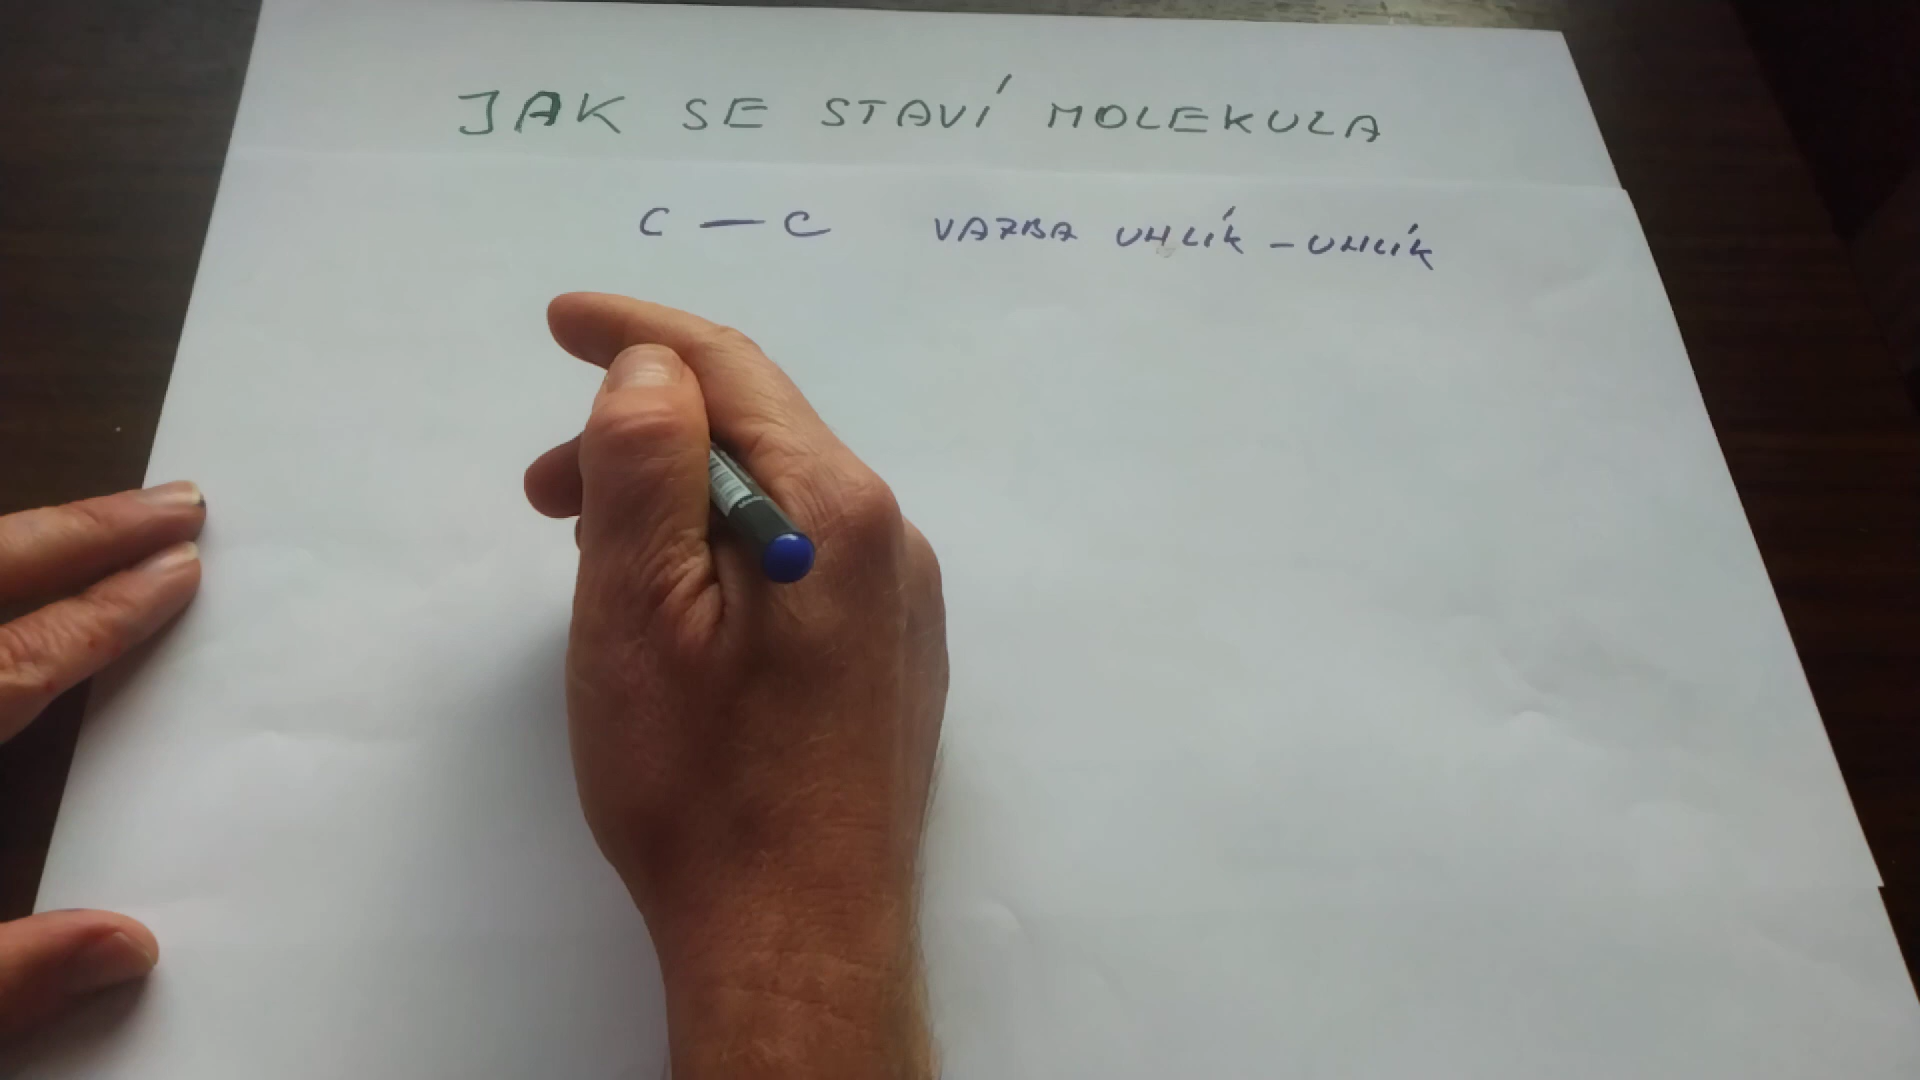 JAK SE STAVÍ MOLEKULA
C — C VAZBA UHLÍK – UHLÍK